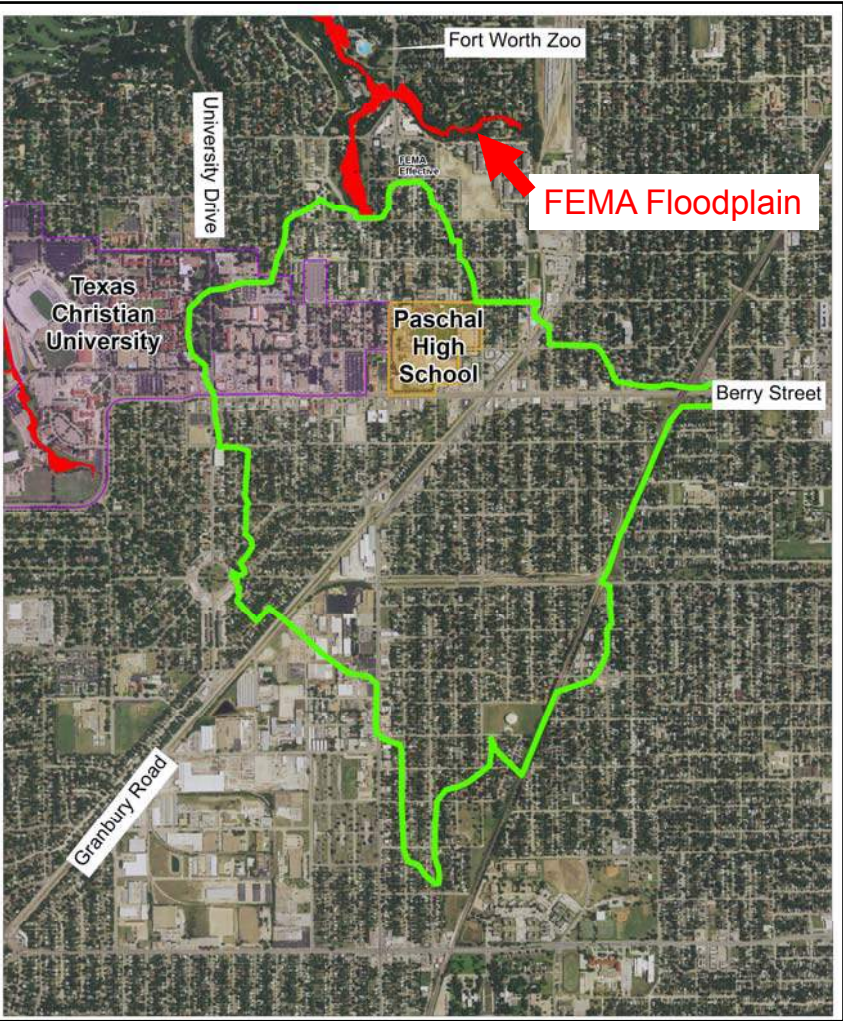 Fort Worth Zoo
University Drive
FEMA
Effective
FEMA Floodplain
Texas
Christian
University
Paschal
High
School
Berry Street
Granbury Road